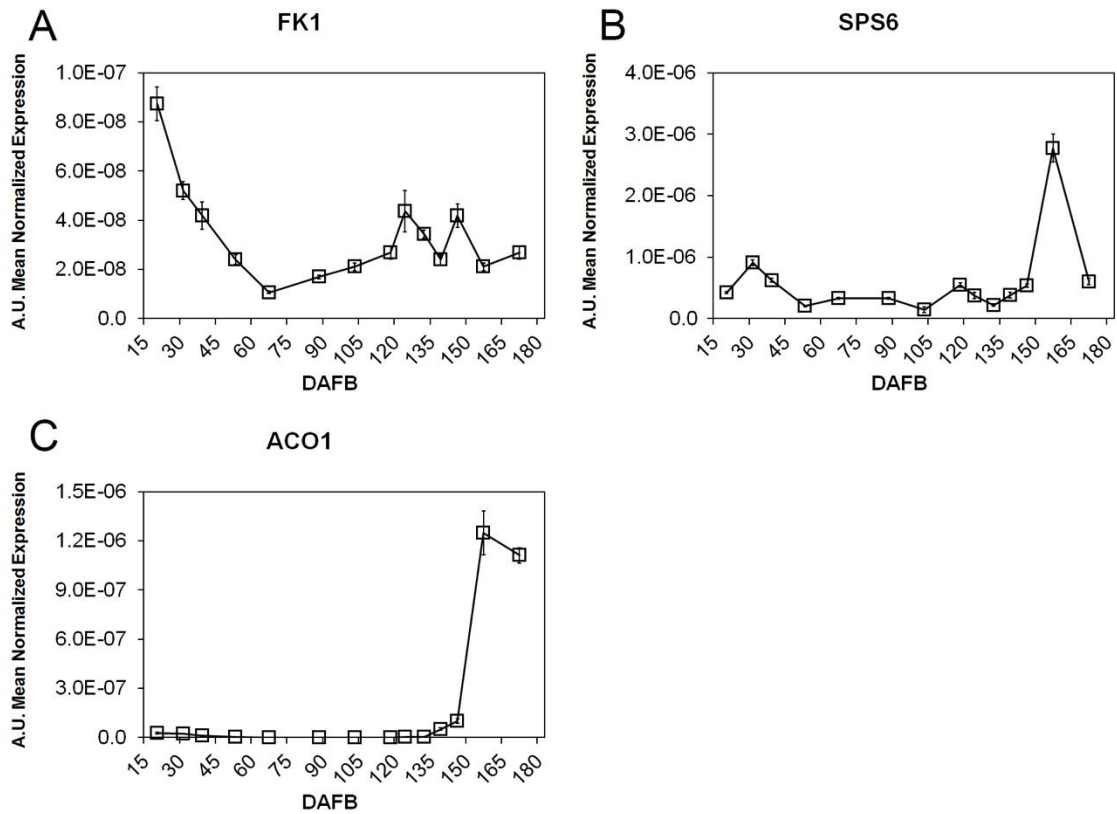 A
FK1
A.U. Mean Normalized Expression
1.0E-07
8.0E-08
6.0E-08
4.0E-08
2.0E-08
0.0
15 30 45 60 75 90 105 120 135 150 165 180
DAFB
B
SPS6
A.U. Mean Normalized Expression
4.0E-06
3.0E-06
2.0E-06
1.0E-06
0.0
15 30 45 60 75 90 105 120 135 150 165 180
DAFB
C
ACO1
A.U. Mean Normalized Expression
1.5E-06
1.2E-06
9.0E-07
6.0E-07
3.0E-07
0.0
15 30 45 60 75 90 105 120 135 150 165 180
DAFB